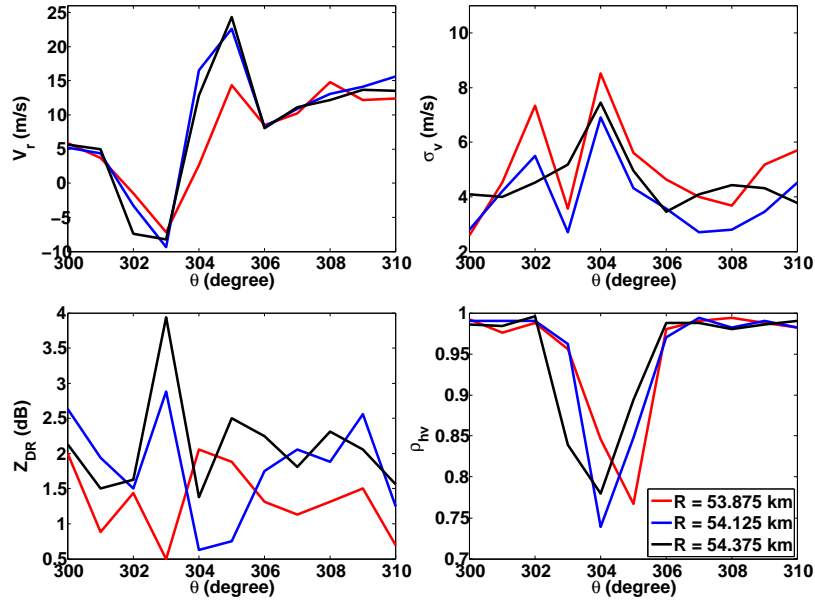 25
20
15
10
5
0
−5
−10
V_r (m/s)
300 302 304 306 308 310
θ (degree)
10
8
6
4
2
σ_v (m/s)
300 302 304 306 308 310
θ (degree)
4
3.5
3
2.5
2
1.5
1
0.5
Z_DR (dB)
300 302 304 306 308 310
θ (degree)
1
0.95
0.9
0.85
0.8
0.75
0.7
ρ_hv
R = 53.875 km
R = 54.125 km
R = 54.375 km
300 302 304 306 308 310
θ (degree)